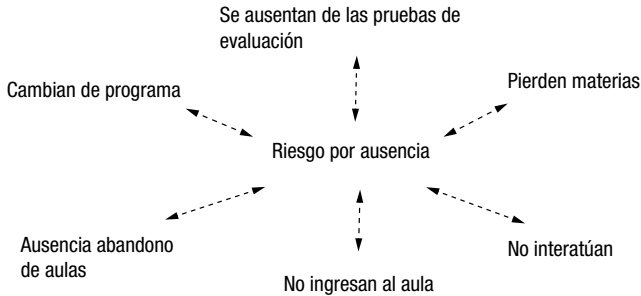 Se ausentan de las pruebas de
evaluación
Cambian de programa
Pierden materias
Riesgo por ausencia
Ausencia abandono
de aulas
No ingresan al aula
No interatúan